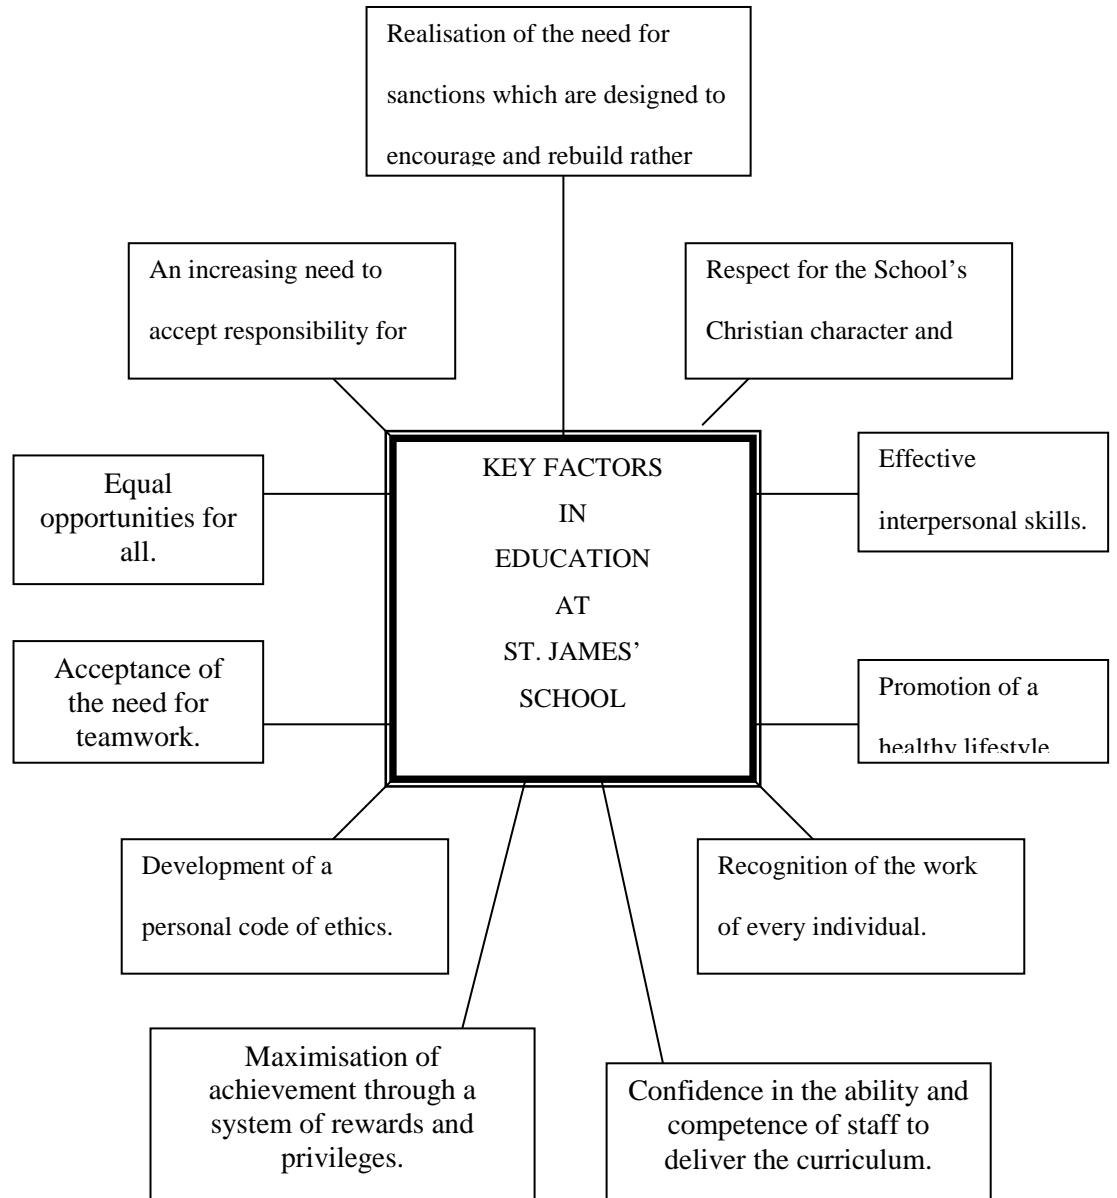 Realisation of the need for
sanctions which are designed to
encourage and rebuild rather
An increasing need to
accept responsibility for
Respect for the School’s
Christian character and
KEY FACTORS
IN
EDUCATION
AT
ST. JAMES’
SCHOOL
Equal
opportunities for
all.
Effective
interpersonal skills.
Acceptance of
the need for
teamwork.
Promotion of a
healthy lifestyle
Development of a
personal code of ethics.
Recognition of the work
of every individual.
Maximisation of
achievement through a
system of rewards and
privileges.
Confidence in the ability and
competence of staff to
deliver the curriculum.